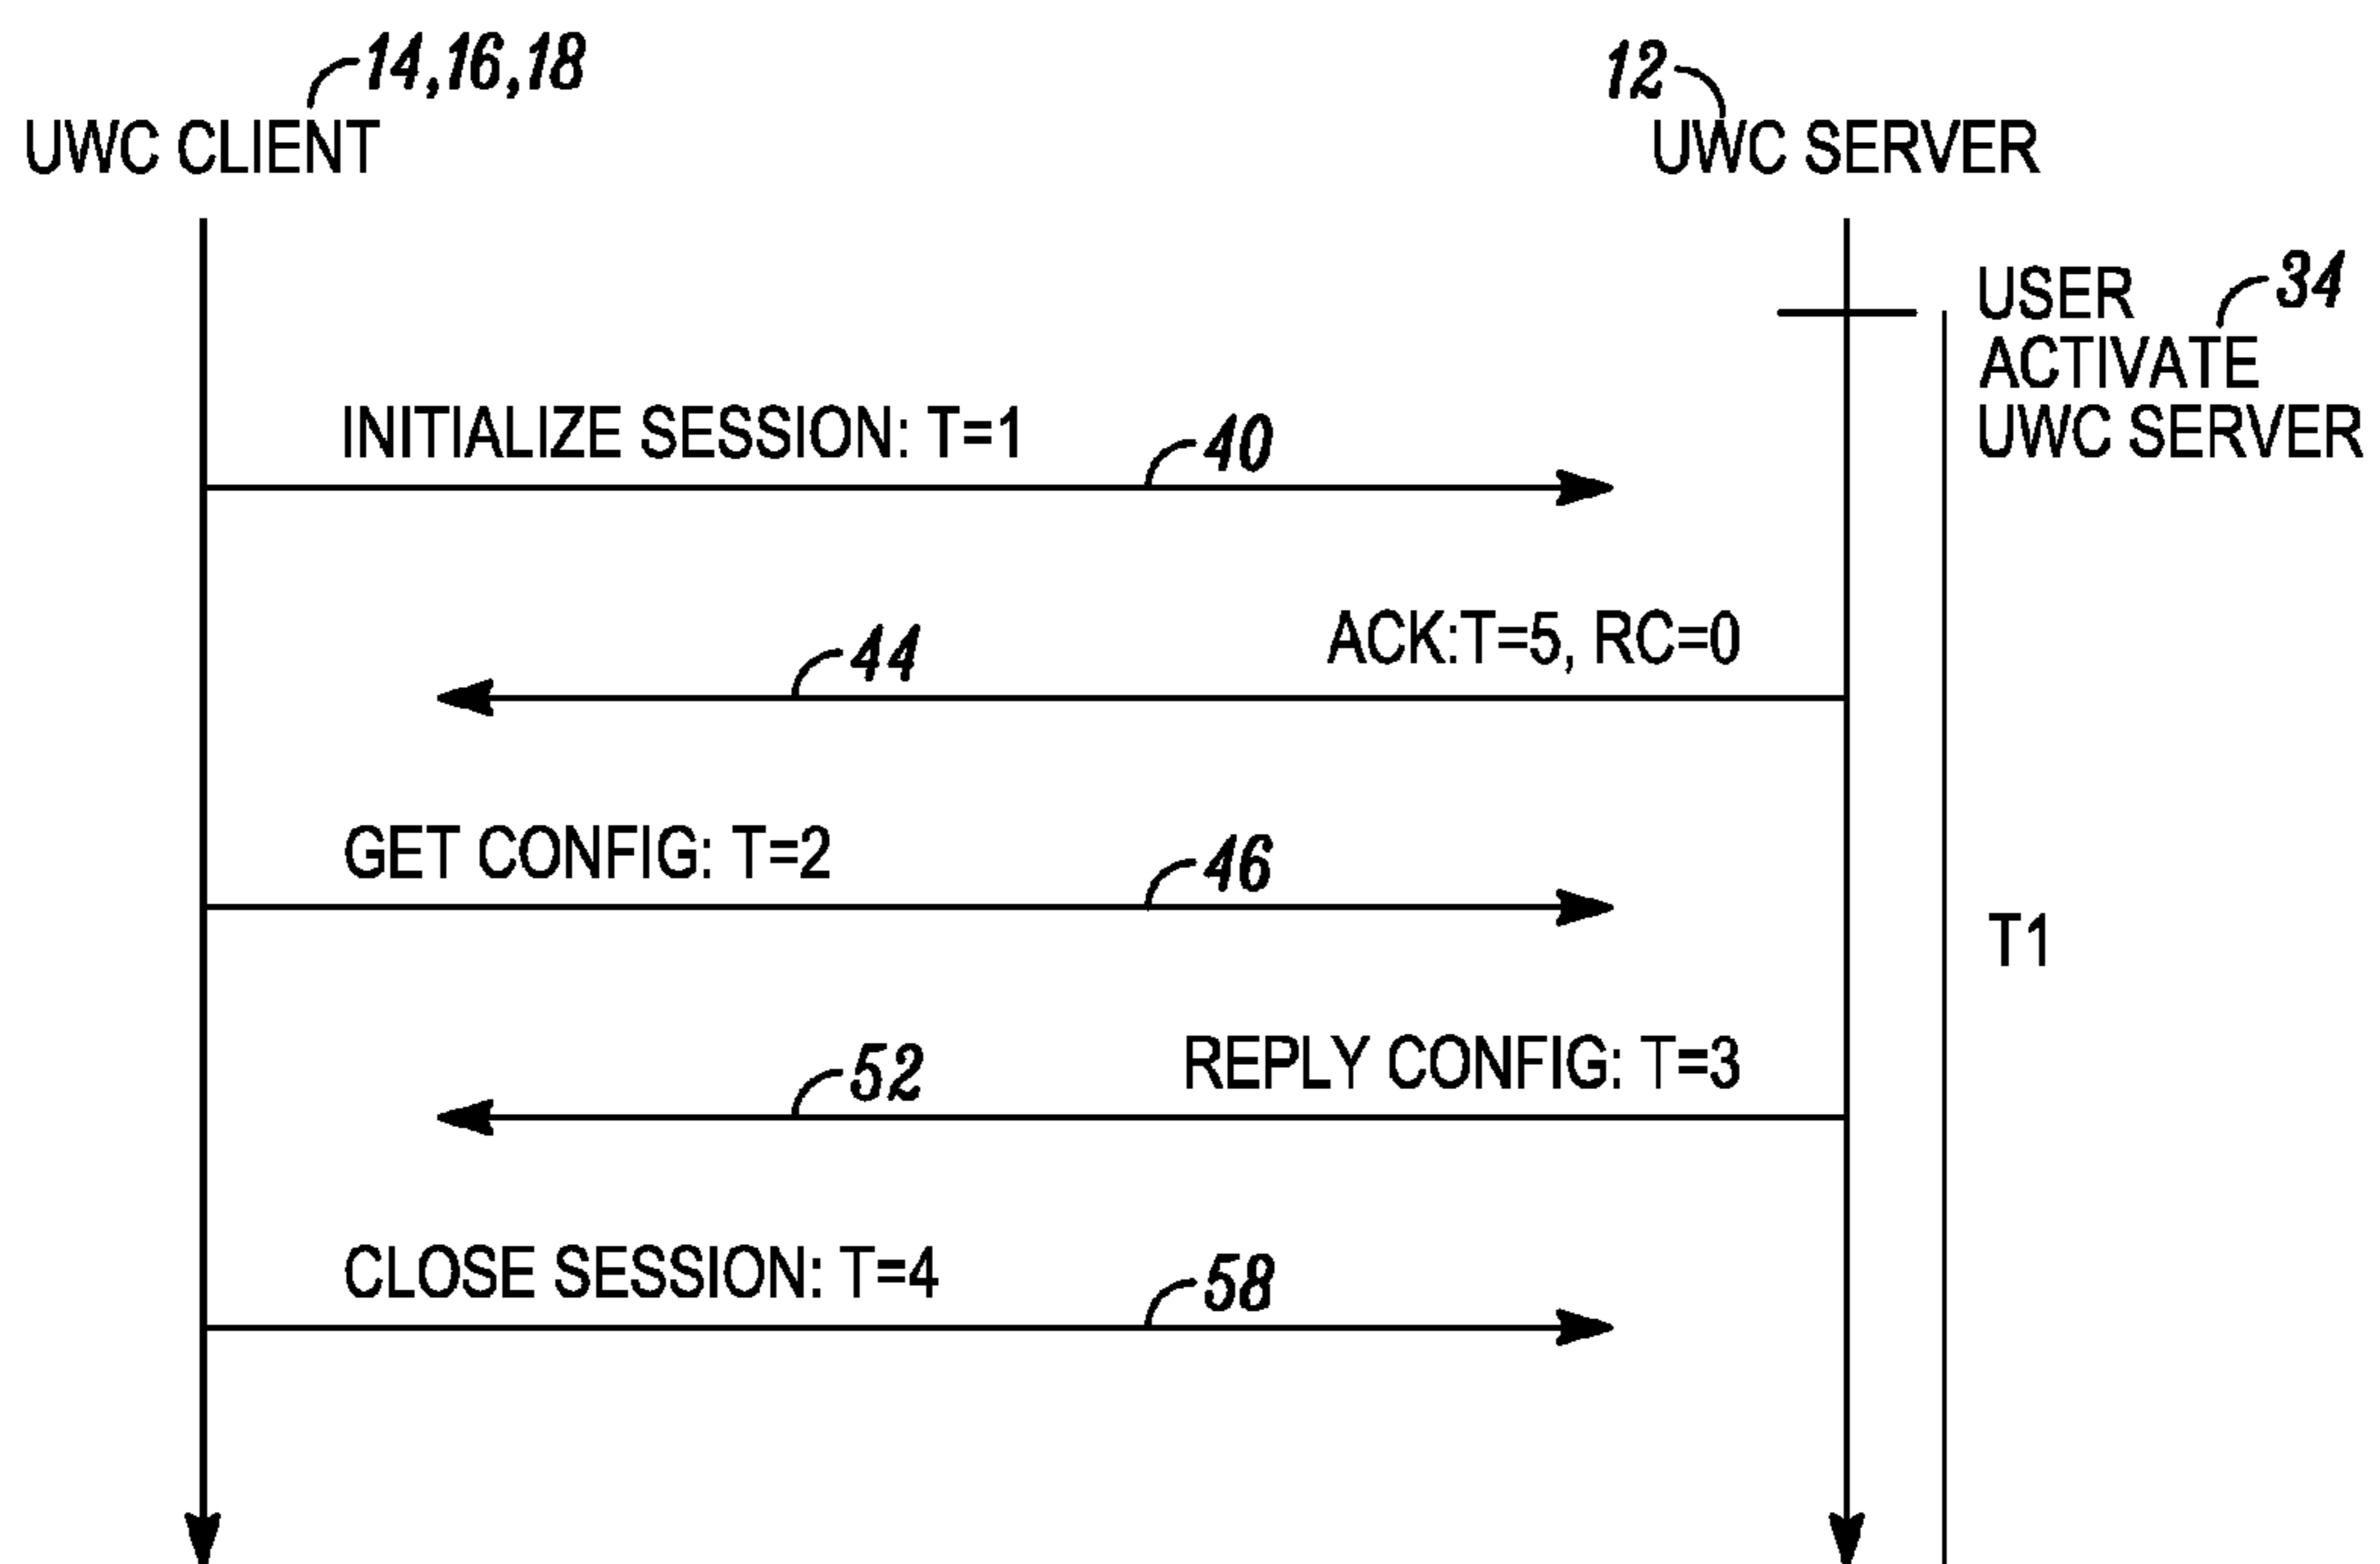 14,16,18
12
UWC CLIENT
UWC SERVER
USER
34
ACTIVATE
UWC SERVER
INITIALIZE SESSION: T=1
40
ACK:T=5, RC=0
44
GET CONFIG: T=2
46
T1
REPLY CONFIG: T=3
52
CLOSE SESSION: T=4
58